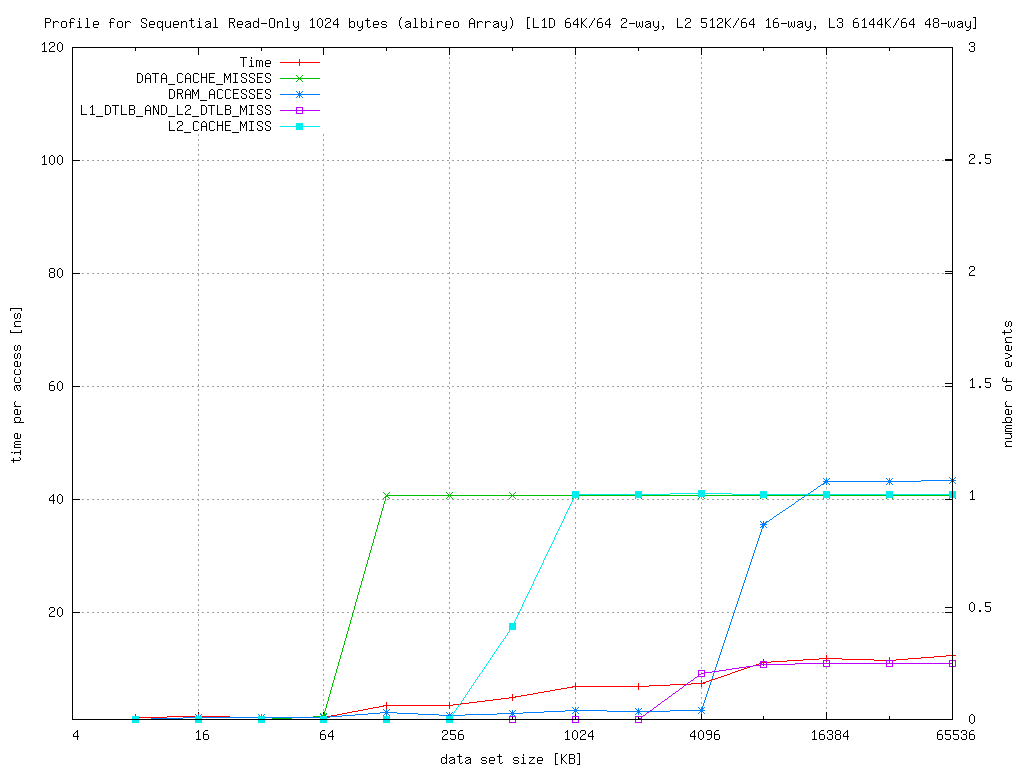 Profile for Sequential Read-Only 1024 bytes (albireo Array) [L1D 64K/64 2-way, L2 512K/64 16-way, L3 6144K/64 48-way]
Time
DATA_CACHE_MISSES
DRAM_ACCESSES
L1_DTLB_AND_L2_DTLB_MISS
L2_CACHE_MISS
120
100
80
60
40
20
time per access [ns]
3
2.5
2
1.5
1
0.5
0
number of events
4 16 64 256 1024 4096 16384 65536
data set size [KB]